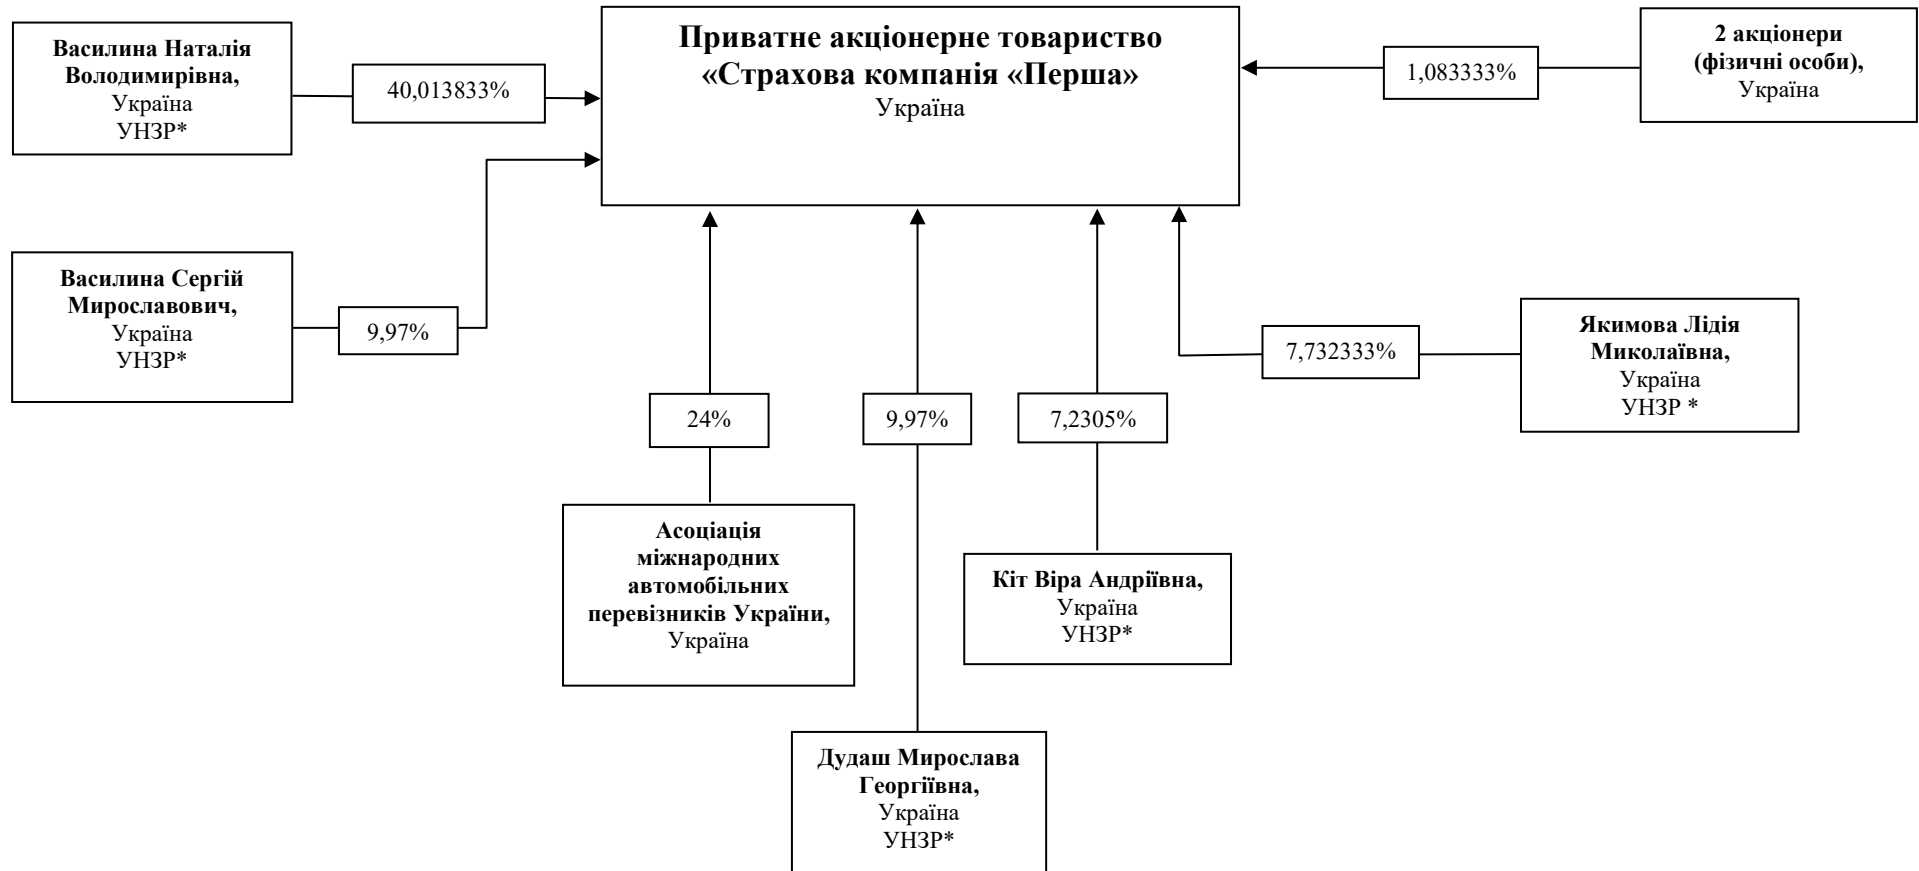 Василина Наталія
Володимирівна,
Україна
УНЗР*
40,013833%
Приватне акціонерне товариство
«Страхова компанія «Перша»
Україна
1,083333%
2 акціонери
(фізичні особи),
Україна
Василина Сергій
Мирославович,
Україна
УНЗР*
9,97%
7,732333%
Якимова Лідія
Миколаївна,
Україна
УНЗР *
24%
9,97%
7,2305%
Асоціація
міжнародних
автомобільних
перевізників України,
Україна
Кіт Віра Андріївна,
Україна
УНЗР*
Дудаш Мирослава
Георгіївна,
Україна
УНЗР*